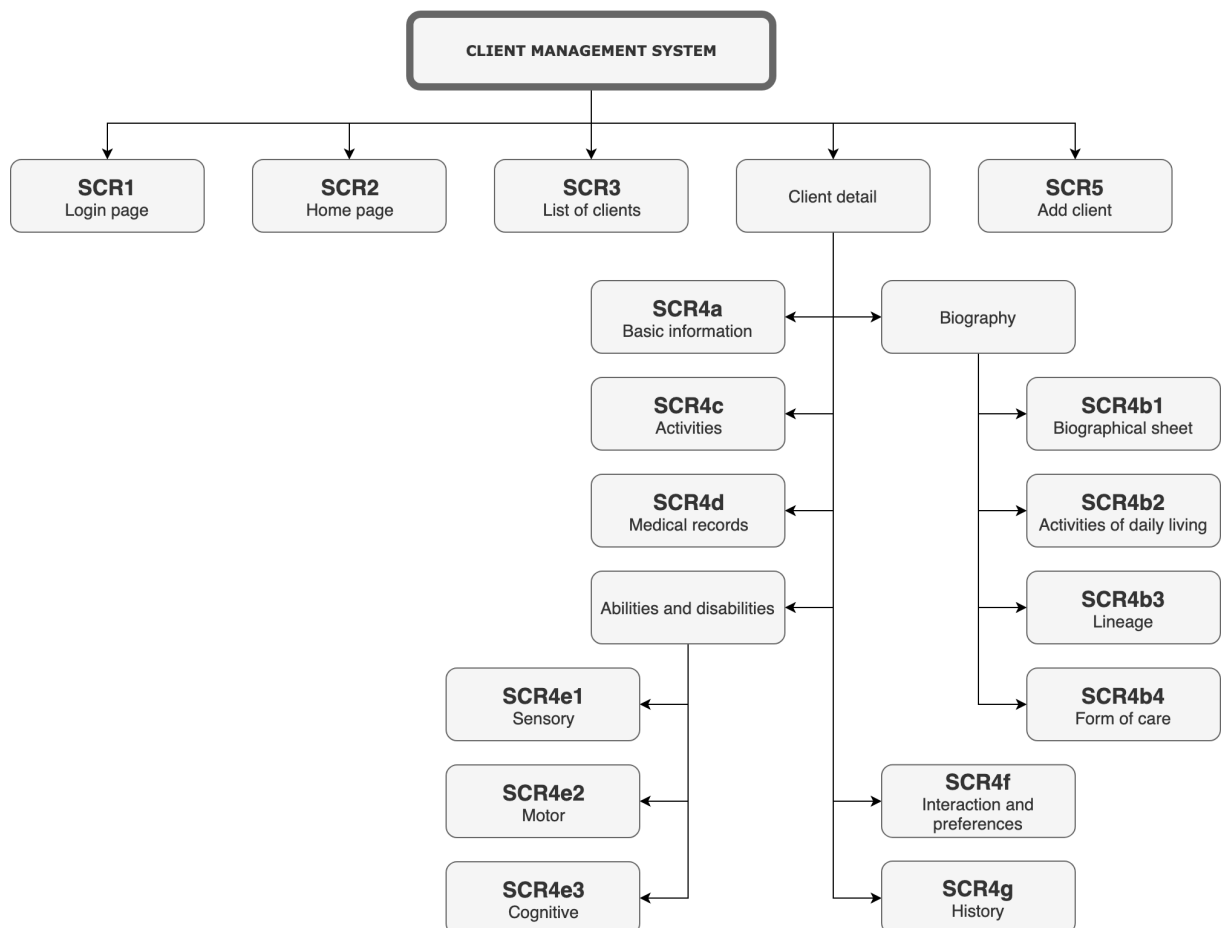 CLIENT MANAGEMENT SYSTEM
SCR1
Login page
SCR2
Home page
SCR3
List of clients
Client detail
SCR5
Add client
SCR4a
Basic information
Biography
SCR4c
Activities
SCR4b1
Biographical sheet
SCR4d
Medical records
SCR4b2
Activities of daily living
Abilities and disabilities
SCR4b3
Lineage
SCR4e1
Sensory
SCR4b4
Form of care
SCR4e2
Motor
SCR4f
Interaction and
preferences
SCR4e3
Cognitive
SCR4g
History